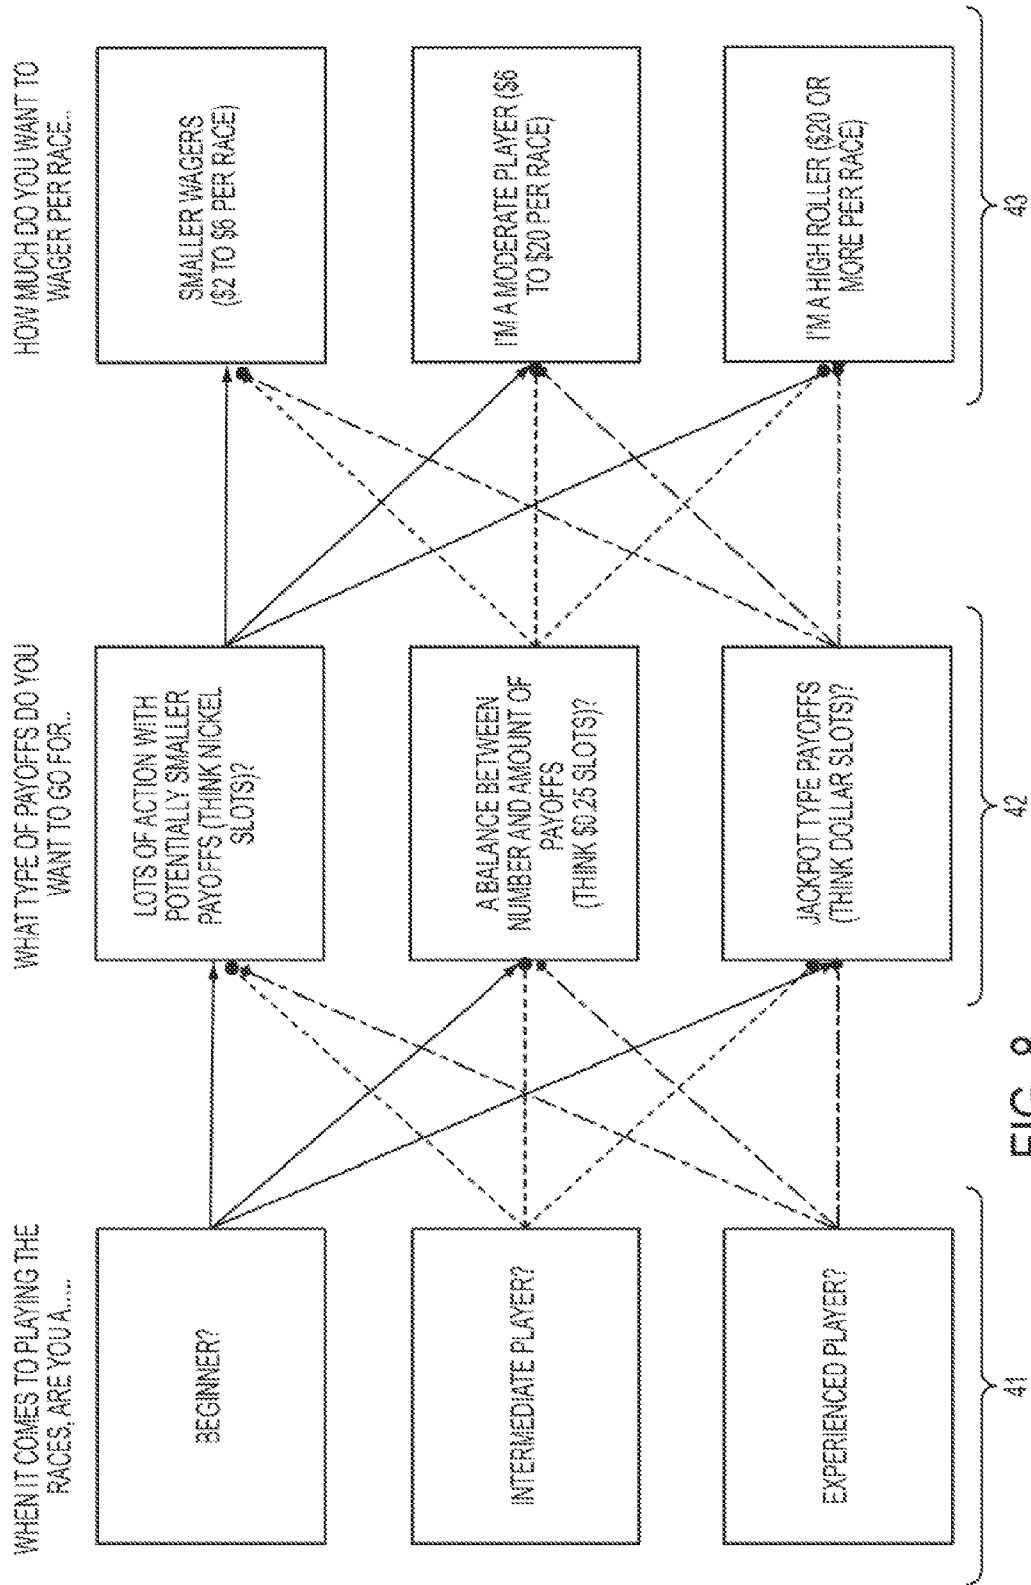 WHEN IT COMES TO PLAYING THE
RACES, ARE YOU A.....
BEGINNER?
INTERMEDIATE PLAYER?
EXPERIENCED PLAYER?
41
WHAT TYPE OF PAYOFFS DO YOU
WANT TO GO FOR...
LOTS OF ACTION WITH
POTENTIALLY SMALLER
PAYOFFS (THINK NICKEL
SLOTS)?
A BALANCE BETWEEN
NUMBER AND AMOUNT OF
PAYOFFS
(THINK $0.25 SLOTS)?
JACKPOT TYPE PAYOFFS
(THINK DOLLAR SLOTS)?
42
HOW MUCH DO YOU WANT TO
WAGER PER RACE...
SMALLER WAGERS
($2 TO $6 PER RACE)
I'M A MODERATE PLAYER ($6
TO $20 PER RACE)
I'M A HIGH ROLLER ($20 OR
MORE PER RACE)
43
FIG. 8